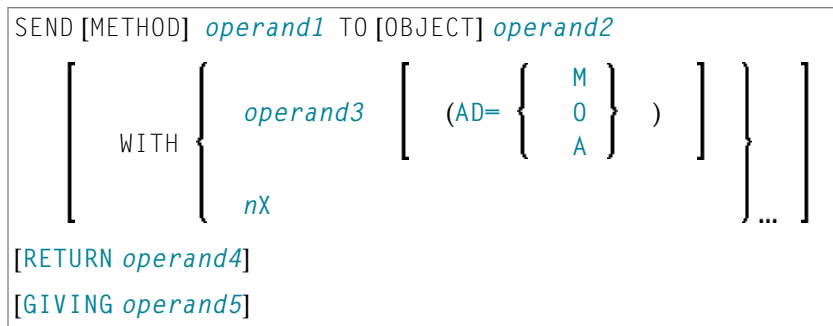 SEND [METHOD] operand1 TO [OBJECT] operand2
M
operand3 (AD= O )
WITH A
nX
...
[RETURN operand4]
[GIVING operand5]